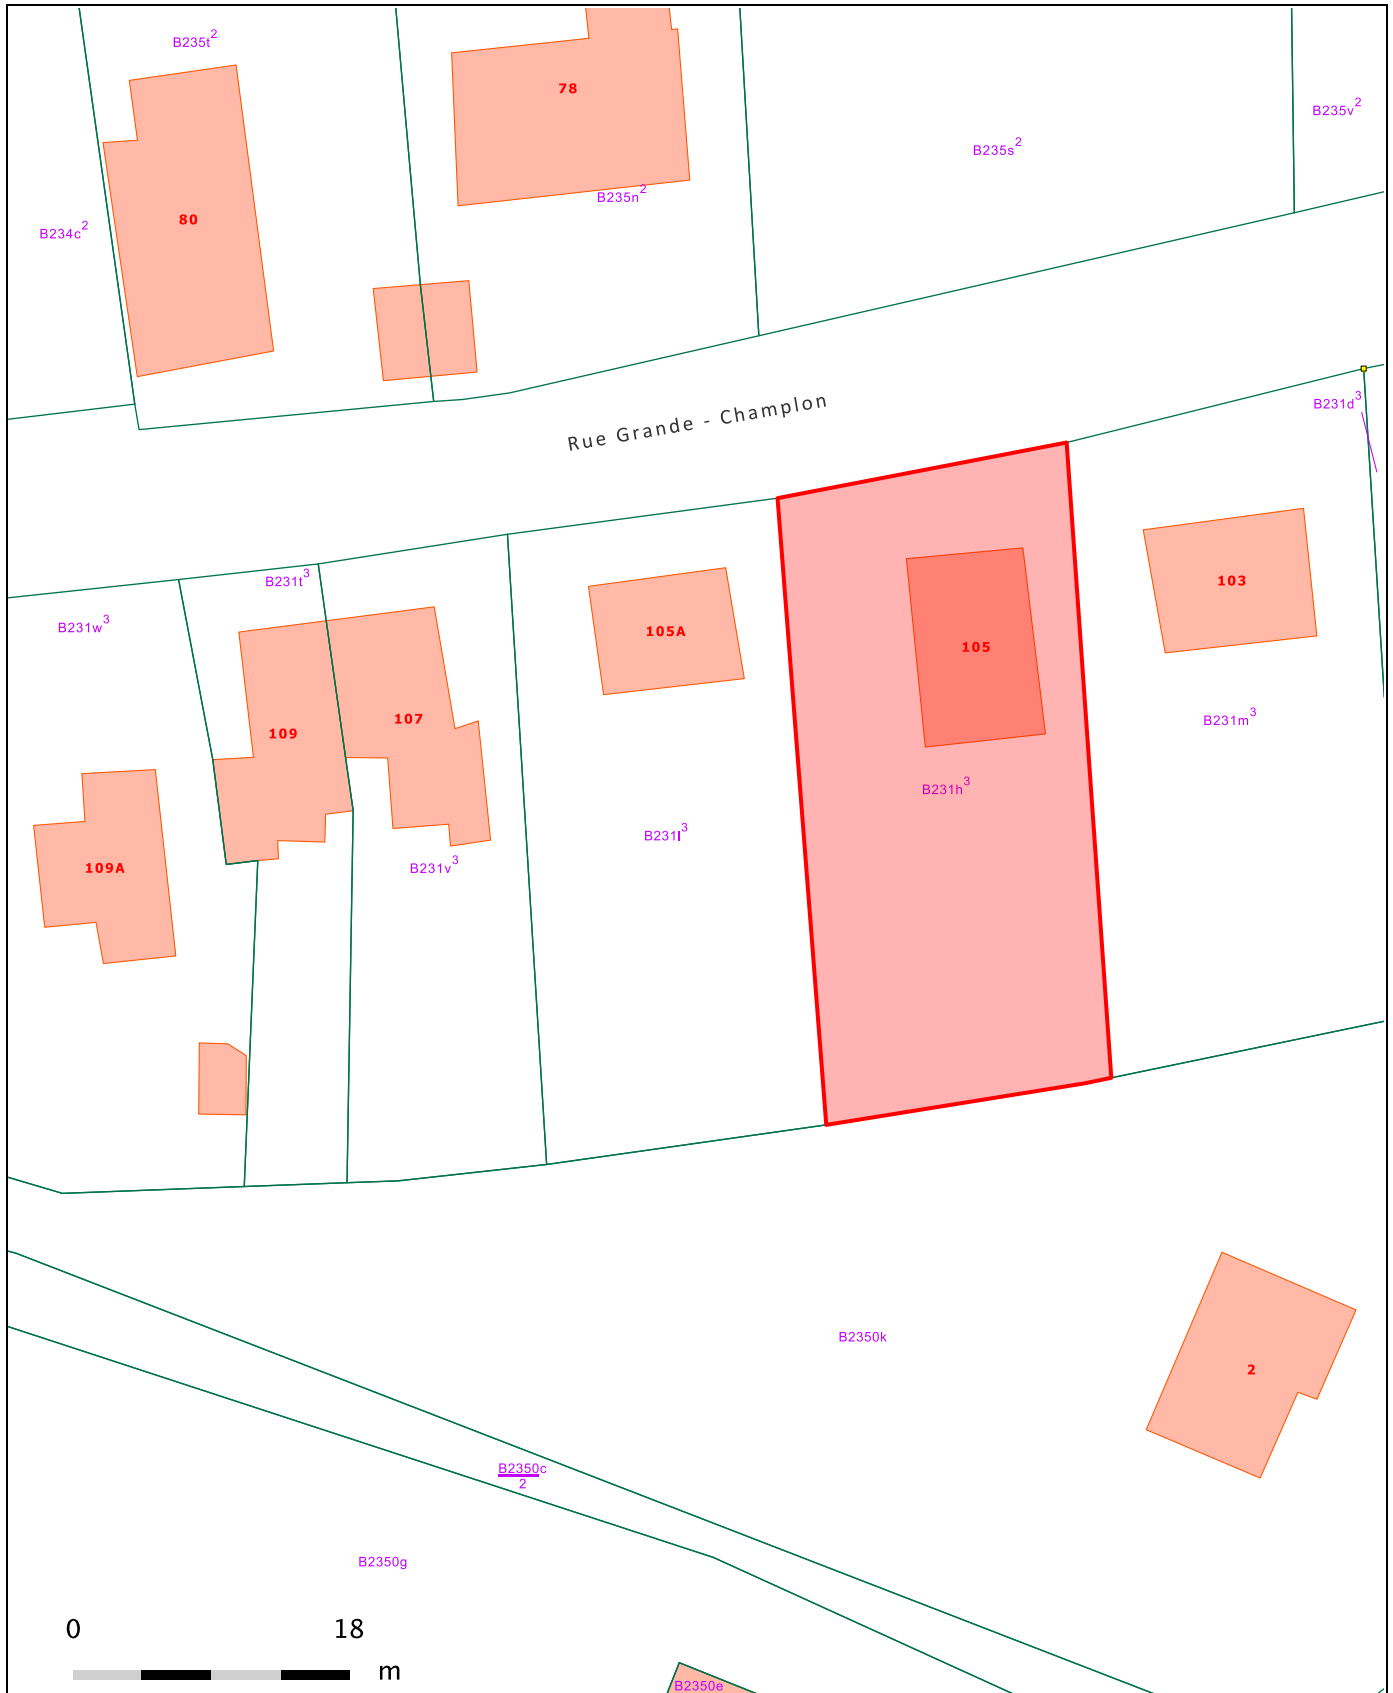 B235t²
78
B235v²
B235s²
B235n²
80
B234c²
Rue Grande - Champlon
B231d³
B231t³
103
B231w³
105A
105
107
B231m³
109
B231h³
B231l³
109A
B231v³
B2350k
2
B2350c
2
B2350g
0 18
m
B2350e